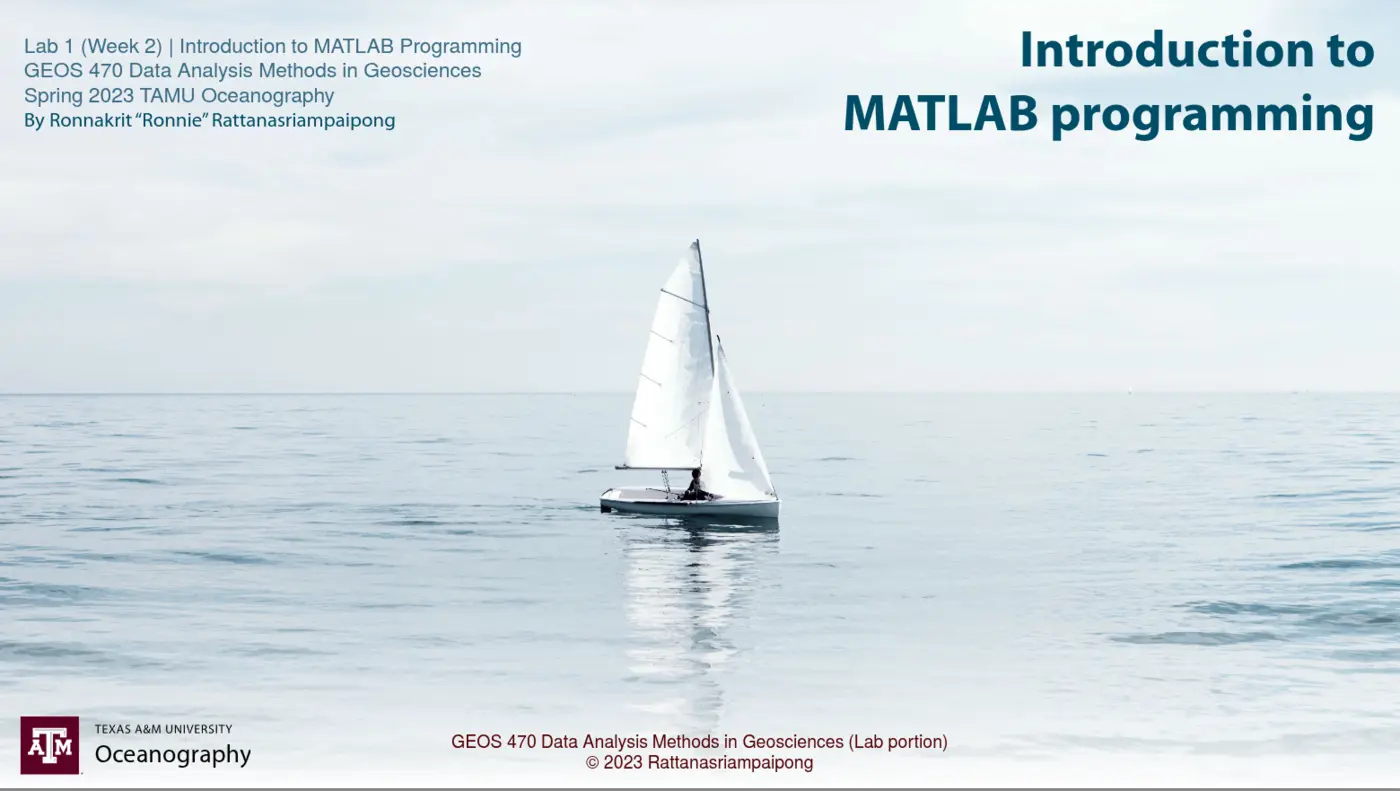 Lab 1 (Week 2) | Introduction to MATLAB Programming
GEOS 470 Data Analysis Methods in Geosciences
Spring 2023 TAMU Oceanography
By Ronnakrit “Ronnie” Rattanasriampaipong
Introduction to
MATLAB programming
ATM
TEXAS A&M UNIVERSITY
Oceanography
GEOS 470 Data Analysis Methods in Geosciences (Lab portion)
© 2023 Rattanasriampaipong